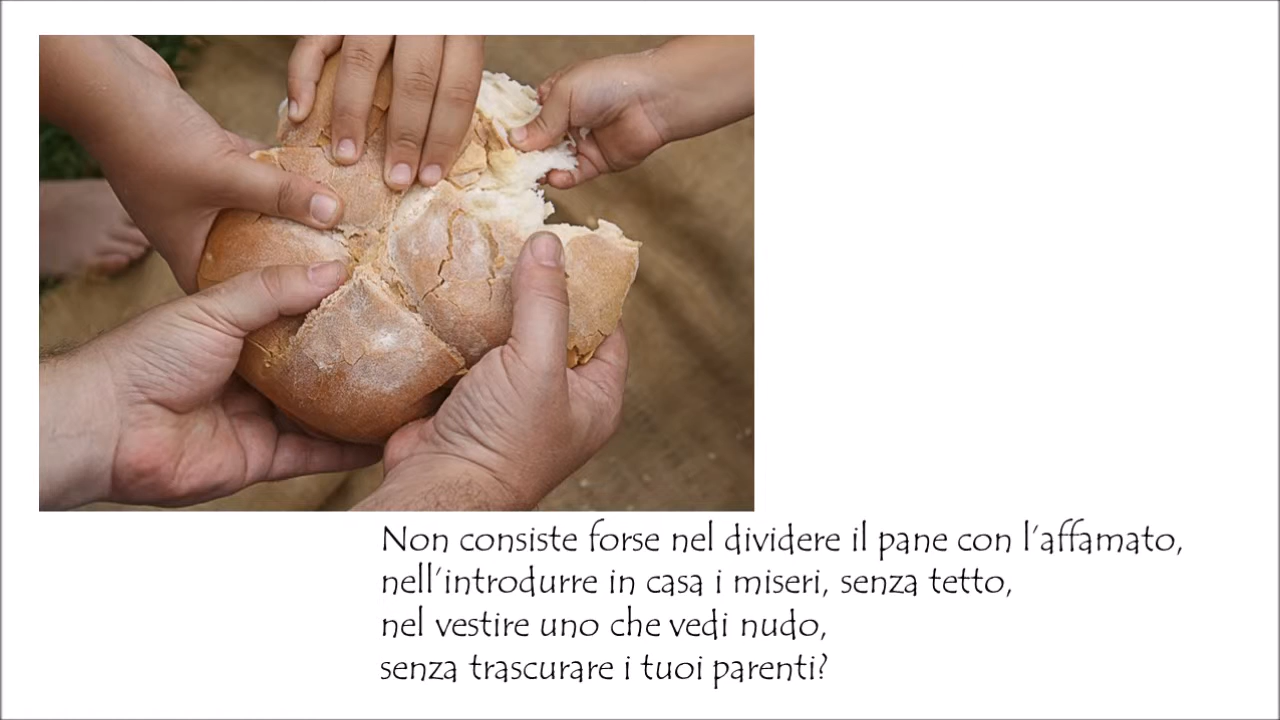 Non consiste forse nel dividere il pane con l'affamato,
nell'introdurre in casa i miseri, senza tetto,
nel vestire uno che vedi nudo,
senza trascurare i tuoi parenti?